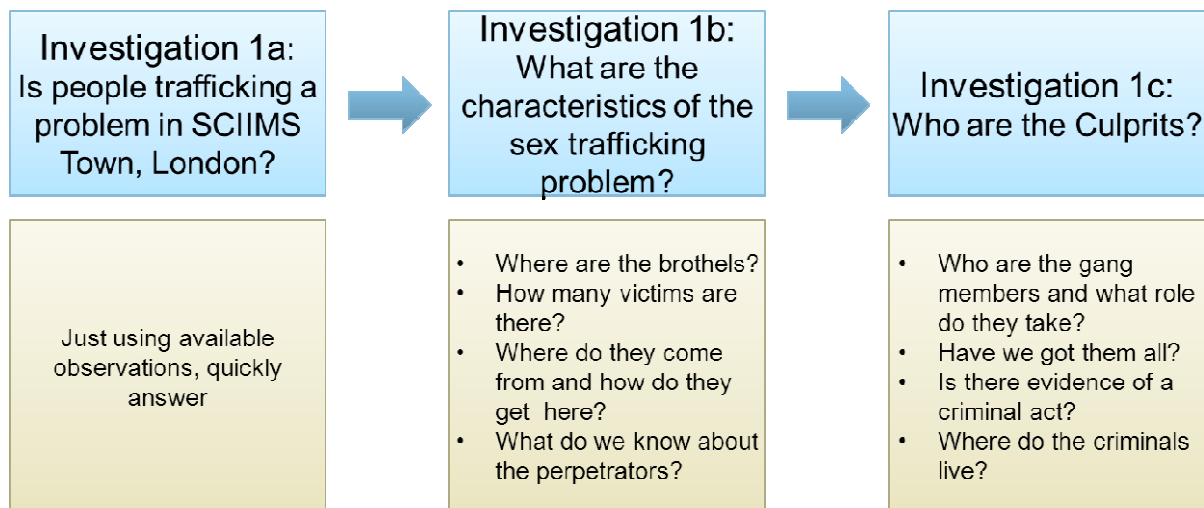 Investigation 1a:
Is people trafficking a
problem in SCIIMS
Town, London?
Investigation 1b:
What are the
characteristics of the
sex trafficking
problem?
Investigation 1c:
Who are the Culprits?
Just using available
observations, quickly
answer
• Where are the brothels?
• How many victims are
there?
• Where do they come
from and how do they
get here?
• What do we know about
the perpetrators?
• Who are the gang
members and what role
do they take?
• Have we got them all?
• Is there evidence of a
criminal act?
• Where do the criminals
live?